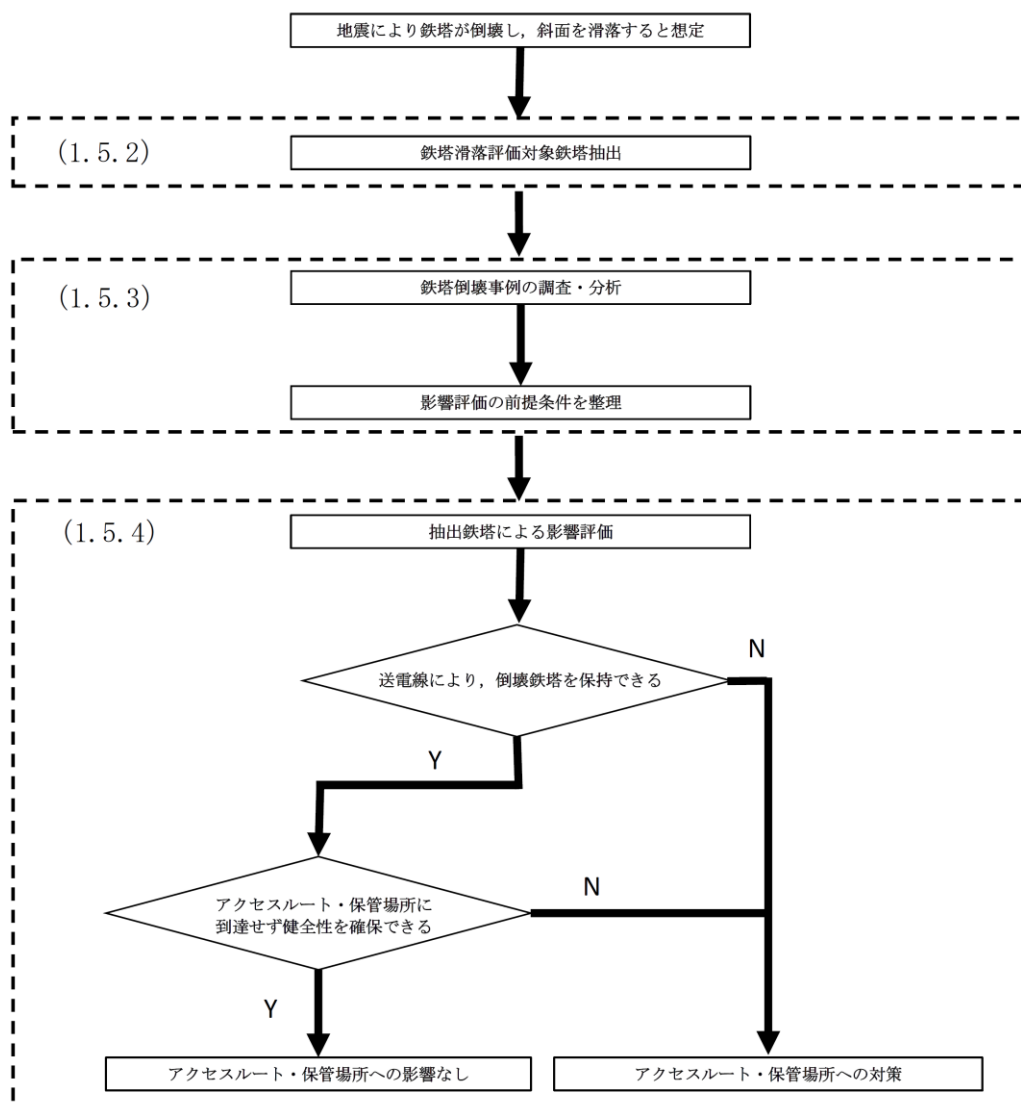 地震により鉄塔が倒壊し，斜面を滑落すると想定
(1.5.2)
鉄塔滑落評価対象鉄塔抽出
(1.5.3)
鉄塔倒壊事例の調査・分析
影響評価の前提条件を整理
(1.5.4)
抽出鉄塔による影響評価
送電線により，倒壊鉄塔を保持できる
N
Y
アクセスルート・保管場所に
到達せず健全性を確保できる
N
Y
アクセスルート・保管場所への影響なし
アクセスルート・保管場所への対策